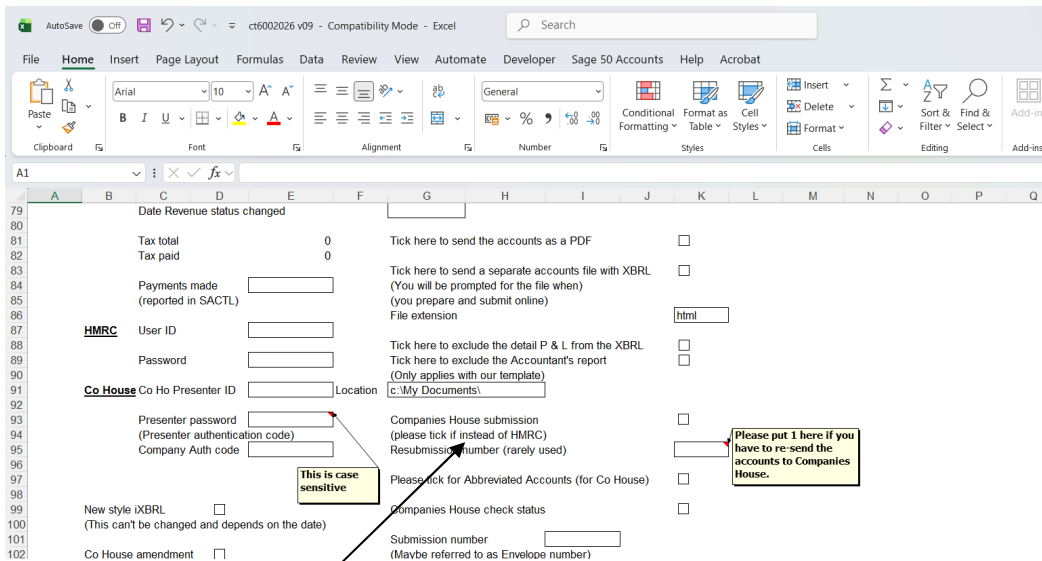 AutoSave Off ct6002026 v09 - Compatibility Mode - Excel Search
File Home Insert Page Layout Formulas Data Review View Automate Developer Sage 50 Accounts Help Acrobat
Paste
Clipboard
Arial 10 A^ A˅
B I U A
Font
ab
Alignment
General
% 9 .00
Number
Conditional Formatting
Format as Table
Cell Styles
Styles
Insert
Delete
Format
Cells
Sort & Filter
Find & Select
Editing
Add-ins
Add-ins
A1 fx
A B C D E F G H I J K L M N O P Q
79 Date Revenue status changed
80
81 Tax total 0 Tick here to send the accounts as a PDF
82 Tax paid 0
83 Tick here to send a separate accounts file with XBRL
84 Payments made (You will be prompted for the file when)
85 (reported in SACTL) (you prepare and submit online)
86 File extension html
87 HMRC User ID
88 Tick here to exclude the detail P & L from the XBRL
89 Password Tick here to exclude the Accountant's report
90 (Only applies with our template)
91 Co House Co Ho Presenter ID Location c:\My Documents\
92
93 Presenter password Companies House submission
94 (Presenter authentication code) (please tick if instead of HMRC)
95 Company Auth code Resubmission number (rarely used)
Please put 1 here if you
have to re-send the
accounts to Companies
House.
96
This is case
sensitive
97 Please tick for Abbreviated Accounts (for Co House)
98
99 New style iXBRL Companies House check status
100 (This can't be changed and depends on the date)
101 Submission number
102 Co House amendment (Maybe referred to as Envelope number)